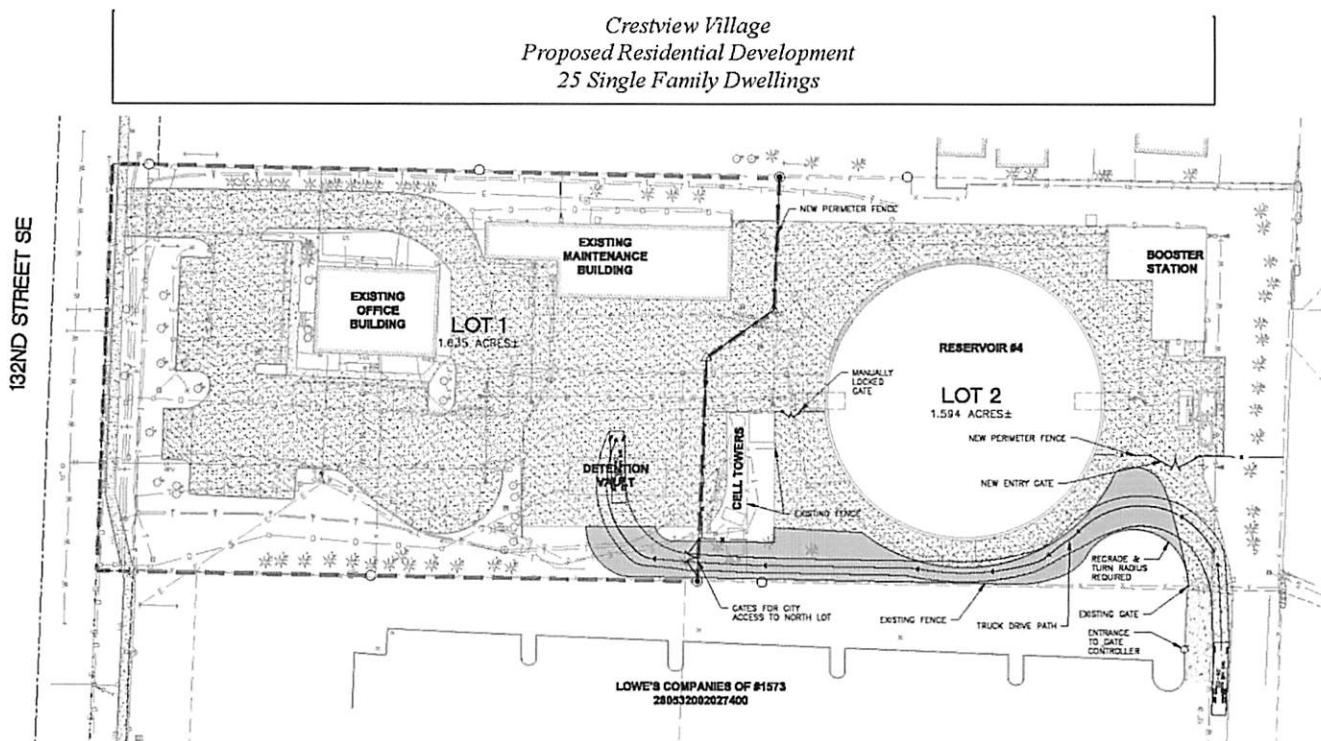 Crestview Village
Proposed Residential Development
25 Single Family Dwellings
132ND STREET SE
NEW PERIMETER FENCE
EXISTING
MAINTENANCE
BUILDING
BOOSTER
STATION
EXISTING
OFFICE
BUILDING
LOT 1
1.635 ACRES±
RESERVOIR #4
MANUALLY
LOCKED
GATE
LOT 2
1.594 ACRES±
NEW PERIMETER FENCE
DETENTION
VAULT
CELL TOWERS
NEW ENTRY GATE
EXISTING FENCE
REGRADE &
TURN RADIUS
REQUIRED
GATES FOR CITY
ACCESS TO NORTH LOT
EXISTING FENCE
TRUCK DRIVE PATH
EXISTING GATE
ENTRANCE
TO GATE
CONTROLLER
LOWE'S COMPANIES OF #1573
280532002027400